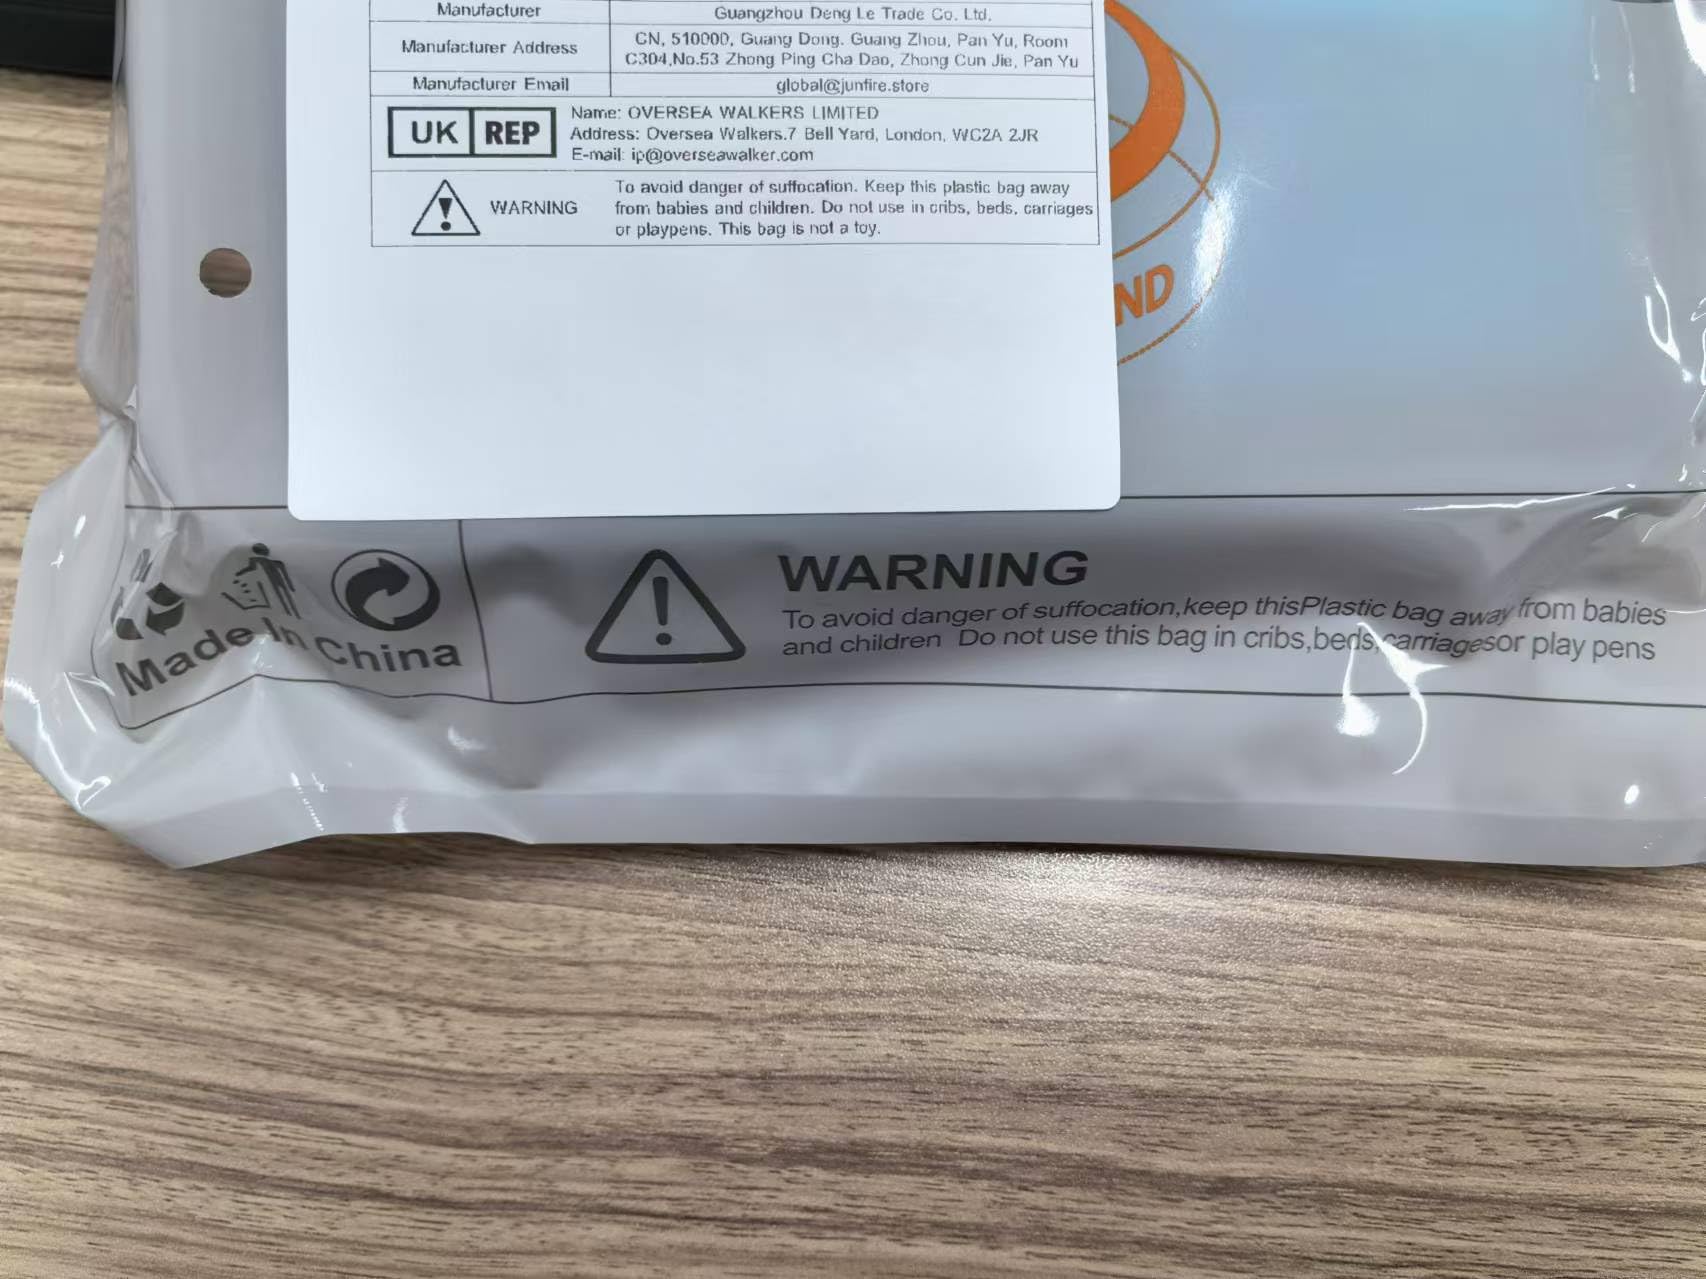 Manufacturer Guangzhou Deng Le Trade Co. Ltd.
Manufacturer Address CN, 510000, Guang Dong. Guang Zhou, Pan Yu, Room
C304,No.53 Zhong Ping Cha Dao, Zhong Cun Jie, Pan Yu
Manufacturer Email global@junfire.store
UK REP
Name: OVERSEA WALKERS LIMITED
Address: Oversea Walkers.7 Bell Yard, London, WC2A 2JR
E-mail: ip@overseawalker.com
WARNING
To avoid danger of suffocation. Keep this plastic bag away
from babies and children. Do not use in cribs, beds, carriages
or playpens. This bag is not a toy.
ND
Made In China
WARNING
To avoid danger of suffocation,keep thisPlastic bag away from babies
and children Do not use this bag in cribs,beds,carriagesor play pens